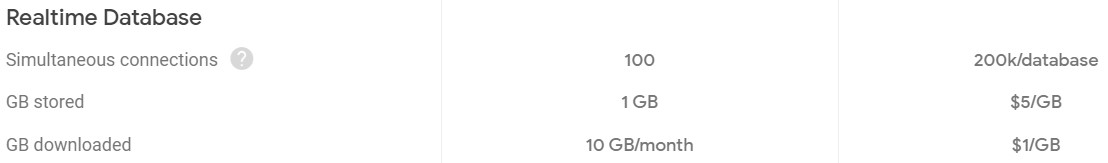 Realtime Database
Simultaneous connections ? 100 200k/database
GB stored 1 GB $5/GB
GB downloaded 10 GB/month $1/GB